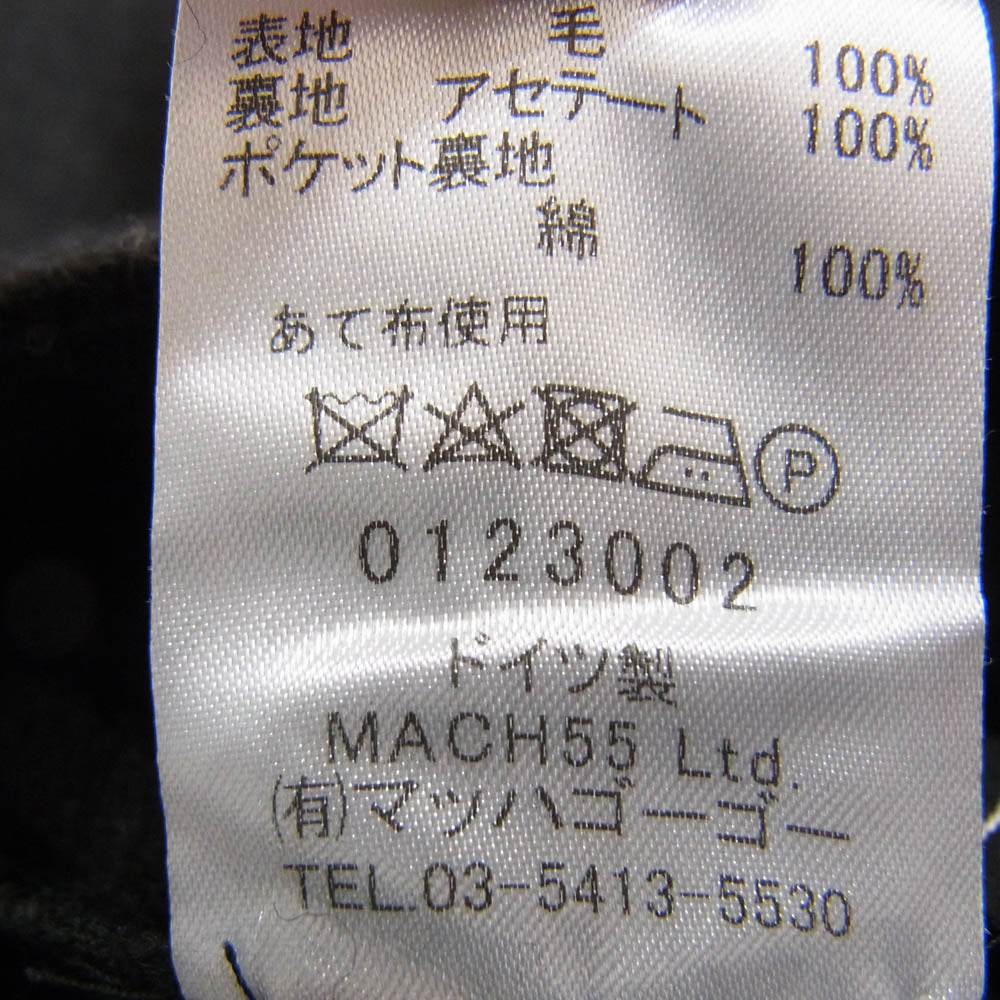 表地 毛 100%
裏地 アセテート 100%
ポケット裏地
綿 100%
あて布使用
P
0123002
ドイツ製
MACH55 Ltd.
(有)マッハゴーゴー
TEL.03-5413-5530